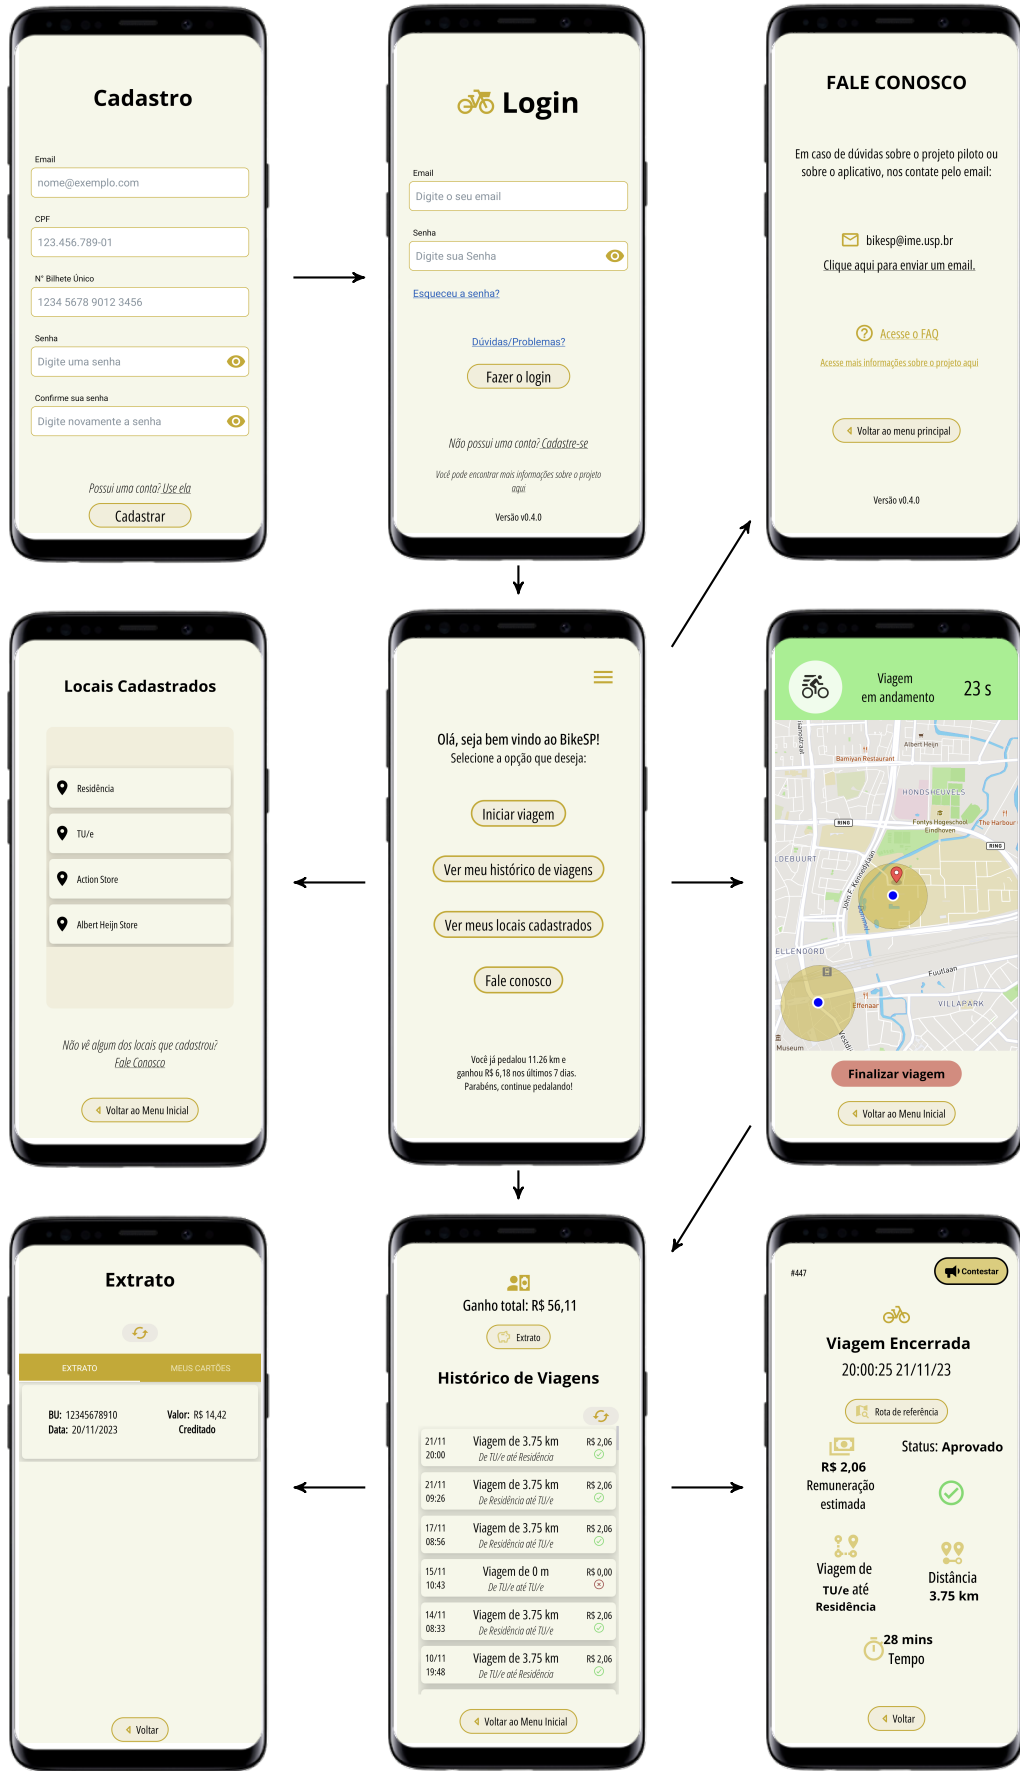 Cadastro
Email
nome@exemplo.com
CPF
123.456.789-01
N° Bilhete Único
1234 5678 9012 3456
Senha
Digite uma senha
Confirme sua senha
Digite novamente a senha
Possui uma conta? Use ela
Cadastrar
Login
Email
Digite o seu email
Senha
Digite sua Senha
Esqueceu a senha?
Dúvidas/Problemas?
Fazer o login
Não possui uma conta? Cadastre-se
Você pode encontrar mais informações sobre o projeto
aqui
Versão v0.4.0
FALE CONOSCO
Em caso de dúvidas sobre o projeto piloto ou
sobre o aplicativo, nos contate pelo email:
bikesp@ime.usp.br
Clique aqui para enviar um email.
Acesse o FAQ
Acesse mais informações sobre o projeto aqui
Voltar ao menu principal
Versão v0.4.0
Locais Cadastrados
Residência
TU/e
Action Store
Albert Heijn Store
Não vê algum dos locais que cadastrou?
Fale Conosco
Voltar ao Menu Inicial
Olá, seja bem vindo ao BikeSP!
Selecione a opção que deseja:
Iniciar viagem
Ver meu histórico de viagens
Ver meus locais cadastrados
Fale conosco
Você já pedalou 11.26 km e
ganhou R$ 6,18 nos últimos 7 dias.
Parabéns, continue pedalando!
Viagem
em andamento
23 s
Albert Heijn
Bamiyan Restaurant
HONDSHEUVELS
Fontys Hogeschool
Eindhoven
The Harbour
RING
RING
LDEBUURT
John F. Kennedylaan
ELLENOORD
Fuutlaan
Effenaar
VILLAPARK
Vestdi
Museum
Finalizar viagem
Voltar ao Menu Inicial
Extrato
EXTRATO
MEUS CARTÕES
BU: 12345678910
Valor: R$ 14,42
Data: 20/11/2023
Creditado
Voltar
Ganho total: R$ 56,11
Extrato
Histórico de Viagens
21/11 Viagem de 3.75 km R$ 2,06
20:00 De TU/e até Residência
21/11 Viagem de 3.75 km R$ 2,06
09:26 De Residência até TU/e
17/11 Viagem de 3.75 km R$ 2,06
08:56 De Residência até TU/e
15/11 Viagem de 0 m R$ 0,00
10:43 De TU/e até TU/e
14/11 Viagem de 3.75 km R$ 2,06
08:33 De Residência até TU/e
10/11 Viagem de 3.75 km R$ 2,06
19:48 De TU/e até Residência
Voltar ao Menu Inicial
#447
Contestar
Viagem Encerrada
20:00:25 21/11/23
Rota de referência
R$ 2,06
Remuneração
estimada
Status: Aprovado
Viagem de
TU/e até
Residência
Distância
3.75 km
28 mins
Tempo
Voltar